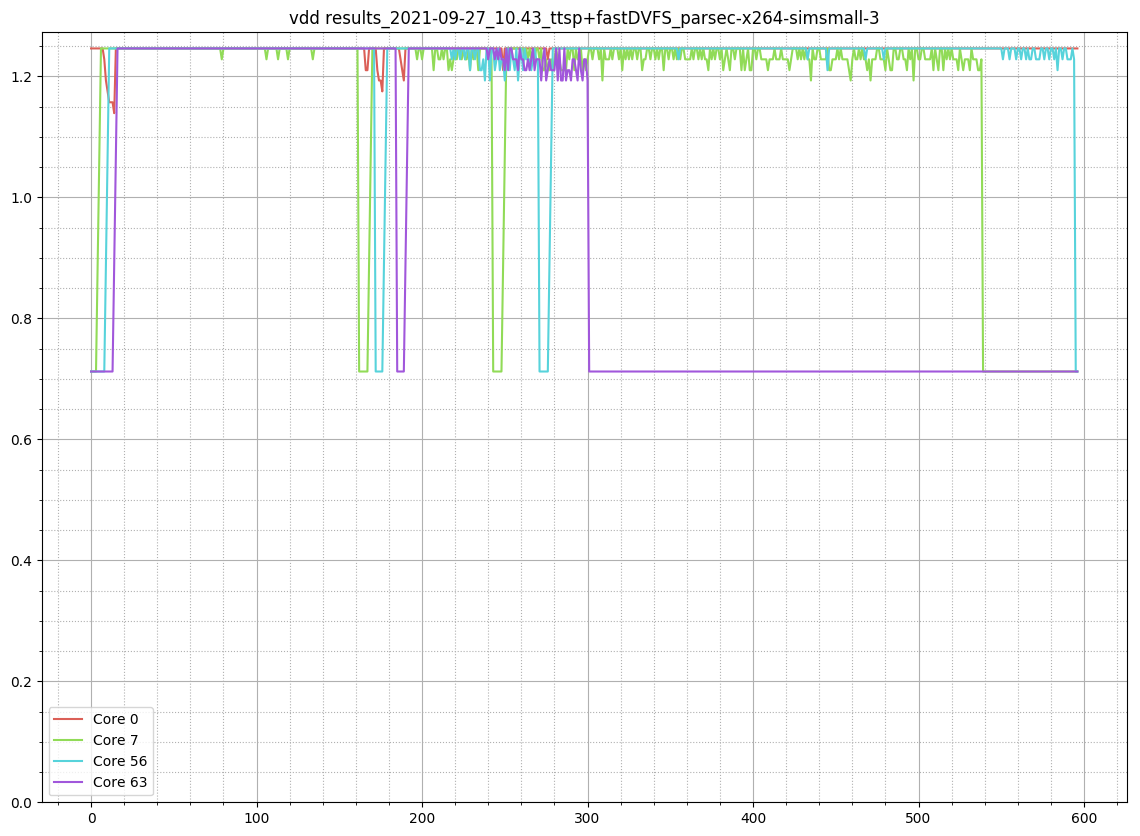 vdd results_2021-09-27_10.43_ttsp+fastDVFS_parsec-x264-simsmall-3
1.2
1.0
0.8
0.6
0.4
0.2
0.0
Core 0
Core 7
Core 56
Core 63
0 100 200 300 400 500 600